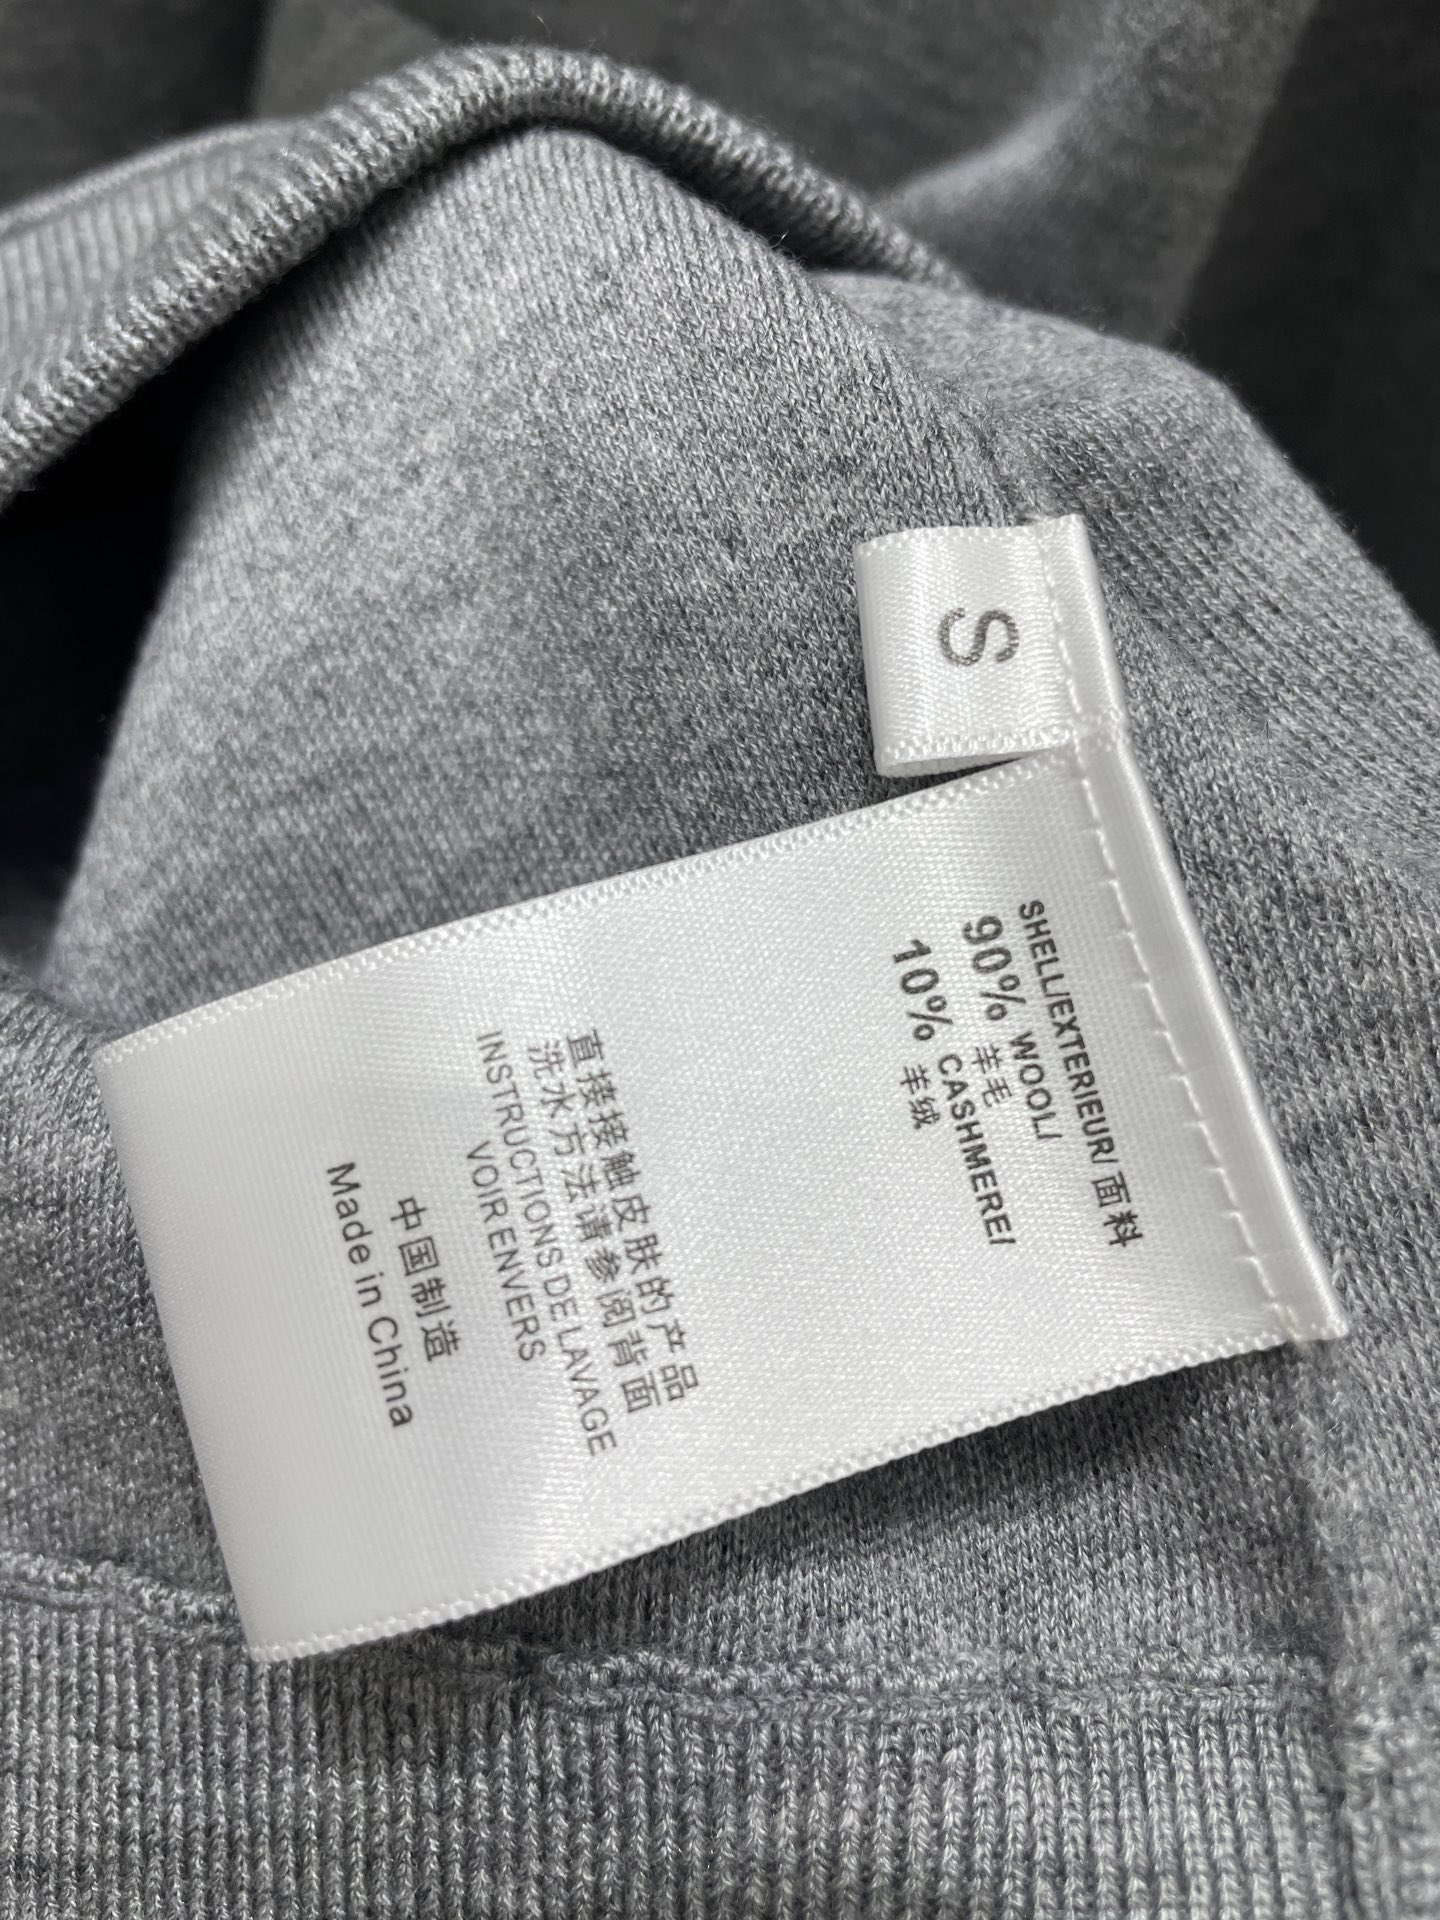 S
SHELL/EXTERIEUR/面料
90% WOOL/
羊毛
10% CASHMERE/
羊绒
直接接触皮肤的产品
洗水方法请参阅背面
INSTRUCTIONS DE LAVAGE
VOIR ENVERS
中国制造
Made in China